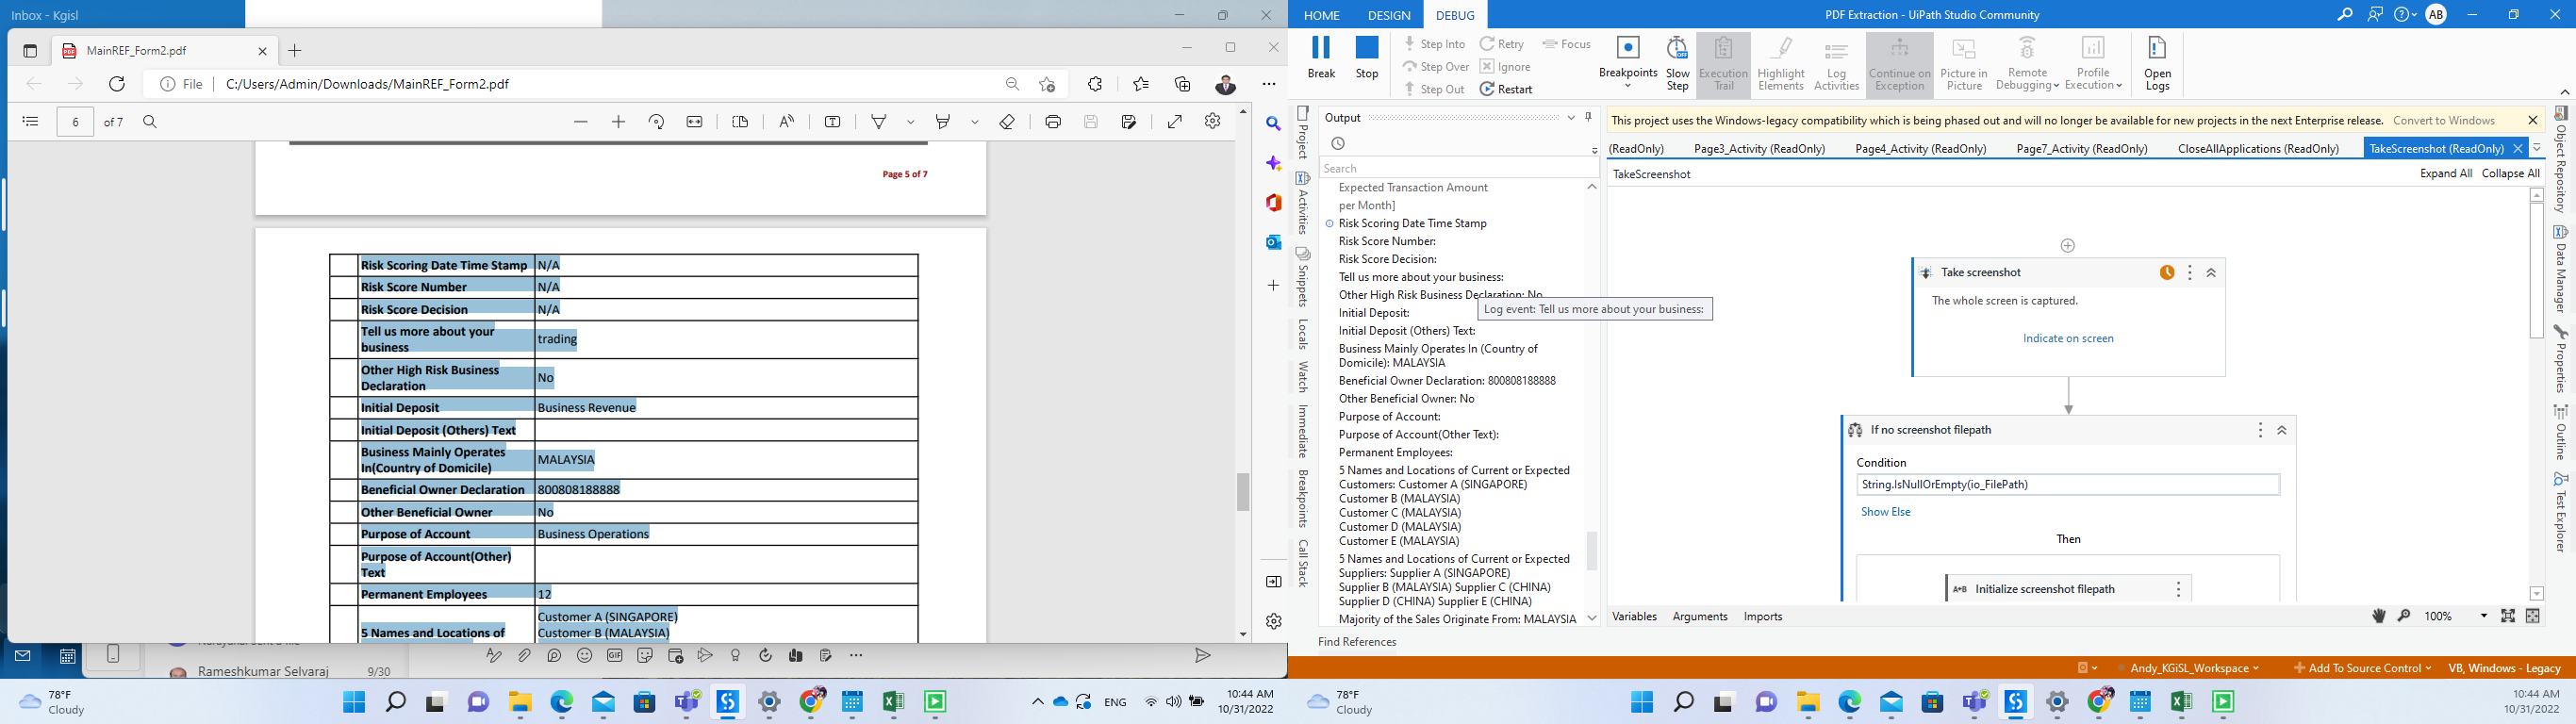 Inbox - Kgisl
MainREF_Form2.pdf
File
C:/Users/Admin/Downloads/MainREF_Form2.pdf
6 of 7
Page 5 of 7
Risk Scoring Date Time Stamp N/A
Risk Score Number N/A
Risk Score Decision N/A
Tell us more about your
business
trading
Other High Risk Business
Declaration
No
Initial Deposit Business Revenue
Initial Deposit (Others) Text
Business Mainly Operates
In(Country of Domicile)
MALAYSIA
Beneficial Owner Declaration 800808188888
Other Beneficial Owner No
Purpose of Account Business Operations
Purpose of Account(Other)
Text
Permanent Employees 12
5 Names and Locations of
Customer A (SINGAPORE)
Customer B (MALAYSIA)
Rameshkumar Selvaraj 9/30
GIF
78°F
Cloudy
ENG
10:44 AM
10/31/2022
HOME DESIGN DEBUG
PDF Extraction - UiPath Studio Community
AB
Break
Stop
Step Into
Step Over
Step Out
Retry
Ignore
Restart
Focus
Breakpoints
Slow
Step
Execution
Trail
Highlight
Elements
Log
Activities
Continue on
Exception
Picture in
Picture
Remote
Debugging
Profile
Execution
Open
Logs
Project
Activities
Snippets
Locals
Watch
Immediate
Breakpoints
Call Stack
Output
Search
Expected Transaction Amount
per Month]
Risk Scoring Date Time Stamp
Risk Score Number:
Risk Score Decision:
Tell us more about your business:
Other High Risk Business Declaration: No
Log event: Tell us more about your business:
Initial Deposit:
Initial Deposit (Others) Text:
Business Mainly Operates In (Country of
Domicile): MALAYSIA
Beneficial Owner Declaration: 800808188888
Other Beneficial Owner: No
Purpose of Account:
Purpose of Account(Other Text):
Permanent Employees:
5 Names and Locations of Current or Expected
Customers: Customer A (SINGAPORE)
Customer B (MALAYSIA)
Customer C (MALAYSIA)
Customer D (MALAYSIA)
Customer E (MALAYSIA)
5 Names and Locations of Current or Expected
Suppliers: Supplier A (SINGAPORE)
Supplier B (MALAYSIA) Supplier C (CHINA)
Supplier D (CHINA) Supplier E (CHINA)
Majority of the Sales Originate From: MALAYSIA
Find References
This project uses the Windows-legacy compatibility which is being phased out and will no longer be available for new projects in the next Enterprise release. Convert to Windows
(ReadOnly) Page3_Activity (ReadOnly) Page4_Activity (ReadOnly) Page7_Activity (ReadOnly) CloseAllApplications (ReadOnly) TakeScreenshot (ReadOnly)
TakeScreenshot
Expand All Collapse All
Take screenshot
The whole screen is captured.
Indicate on screen
If no screenshot filepath
Condition
String.IsNullOrEmpty(io_FilePath)
Show Else
Then
A+B Initialize screenshot filepath
Variables Arguments Imports
100%
Object Repository
Data Manager
Properties
Outline
Test Explorer
Andy_KGiSL_Workspace
Add To Source Control
VB, Windows - Legacy
78°F
Cloudy
10:44 AM
10/31/2022